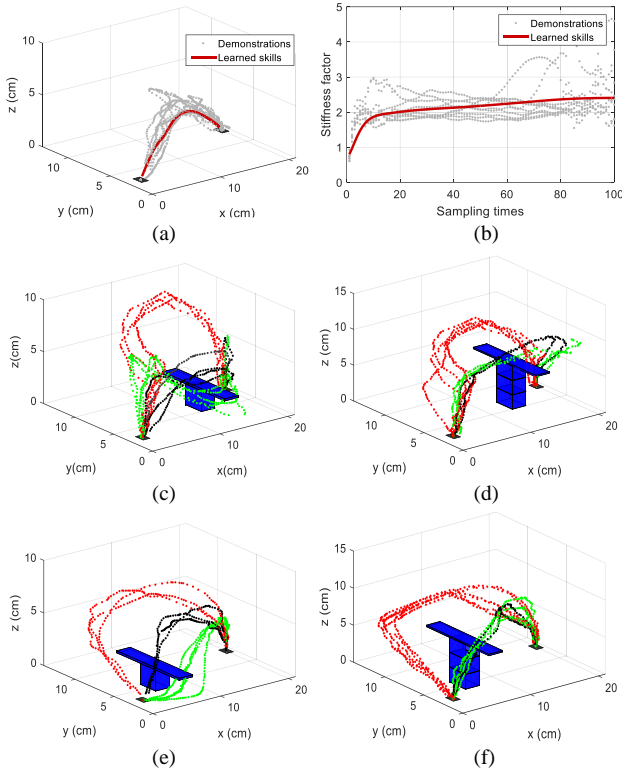 10
5
0
z (cm)
Demonstrations
Learned skills
10
5
0
y (cm)
0
10
20
x (cm)
(a)
5
4
3
2
1
0
Stiffness factor
Demonstrations
Learned skills
0
20
40
60
80
100
Sampling times
(b)
10
5
0
z(cm)
10
5
0
y(cm)
0
10
20
x(cm)
(c)
15
10
5
0
z (cm)
10
5
0
y (cm)
0
10
20
x (cm)
(d)
10
5
0
z (cm)
10
5
0
y (cm)
0
10
20
x (cm)
(e)
15
10
5
0
z (cm)
10
5
0
y (cm)
0
10
20
x (cm)
(f)